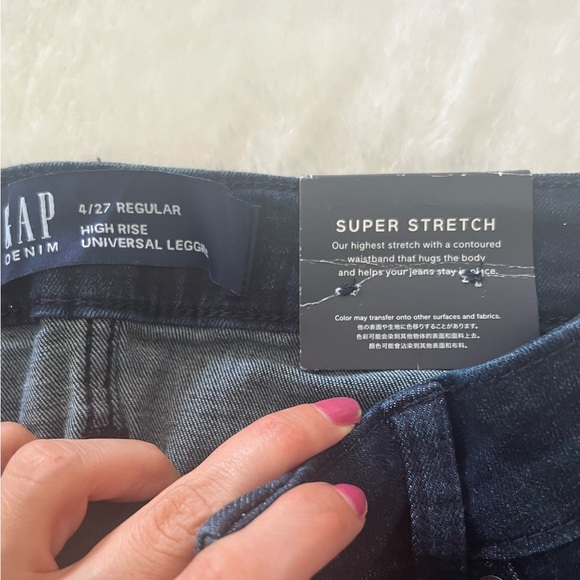 GAP
DENIM
4/27 REGULAR
HIGH RISE
UNIVERSAL
SUPER STRETCH
Our highest stretch with a contoured
waistband that hugs the body
and helps your jeans stay in place.
Color may transfer onto other surfaces and fabrics.
他の表面や生地に色移りすることがあります。
色彩可能会染到其他物体的表面和面料上去。
顏色可能會沾染到其他表面和布料。